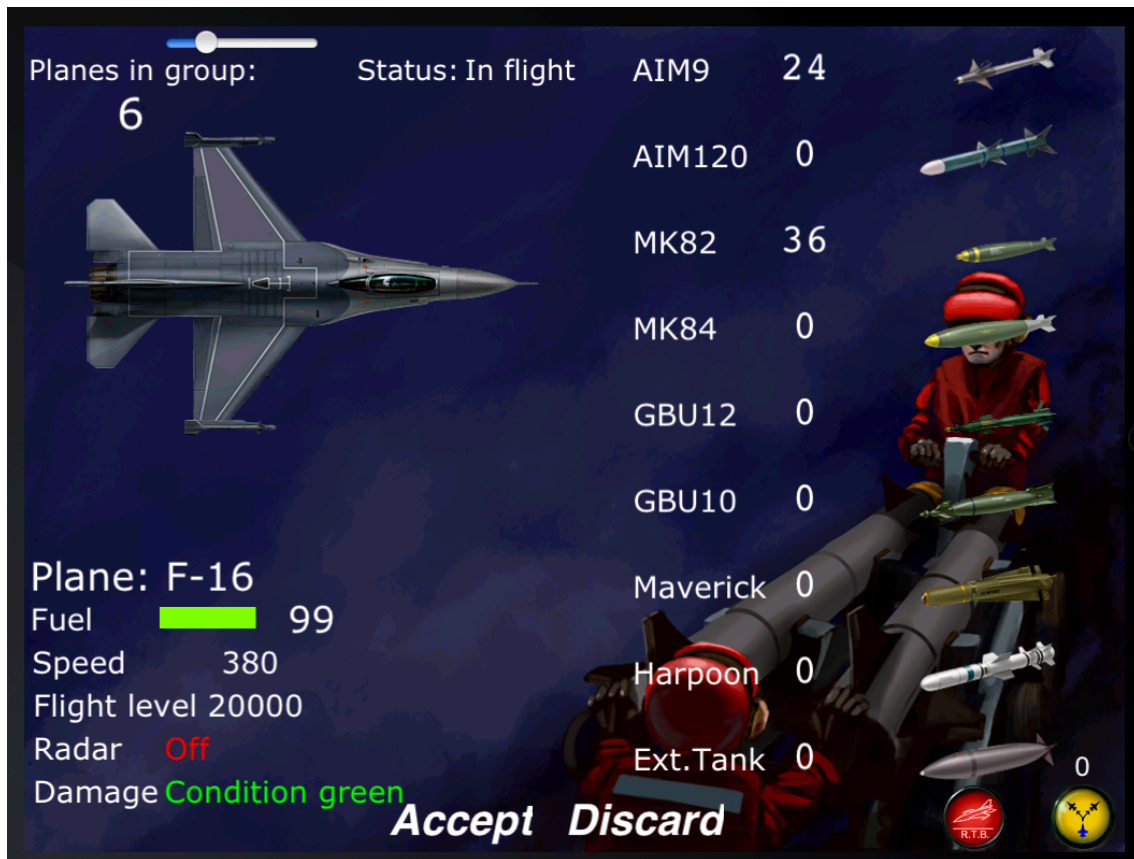 Planes in group:
6
Status: In flight
Plane: F-16
Fuel 99
Speed 380
Flight level 20000
Radar Off
Damage Condition green
AIM9 24
AIM120 0
MK82 36
MK84 0
GBU12 0
GBU10 0
Maverick 0
Harpoon 0
Ext.Tank 0
0
Accept Discard
R.T.B.